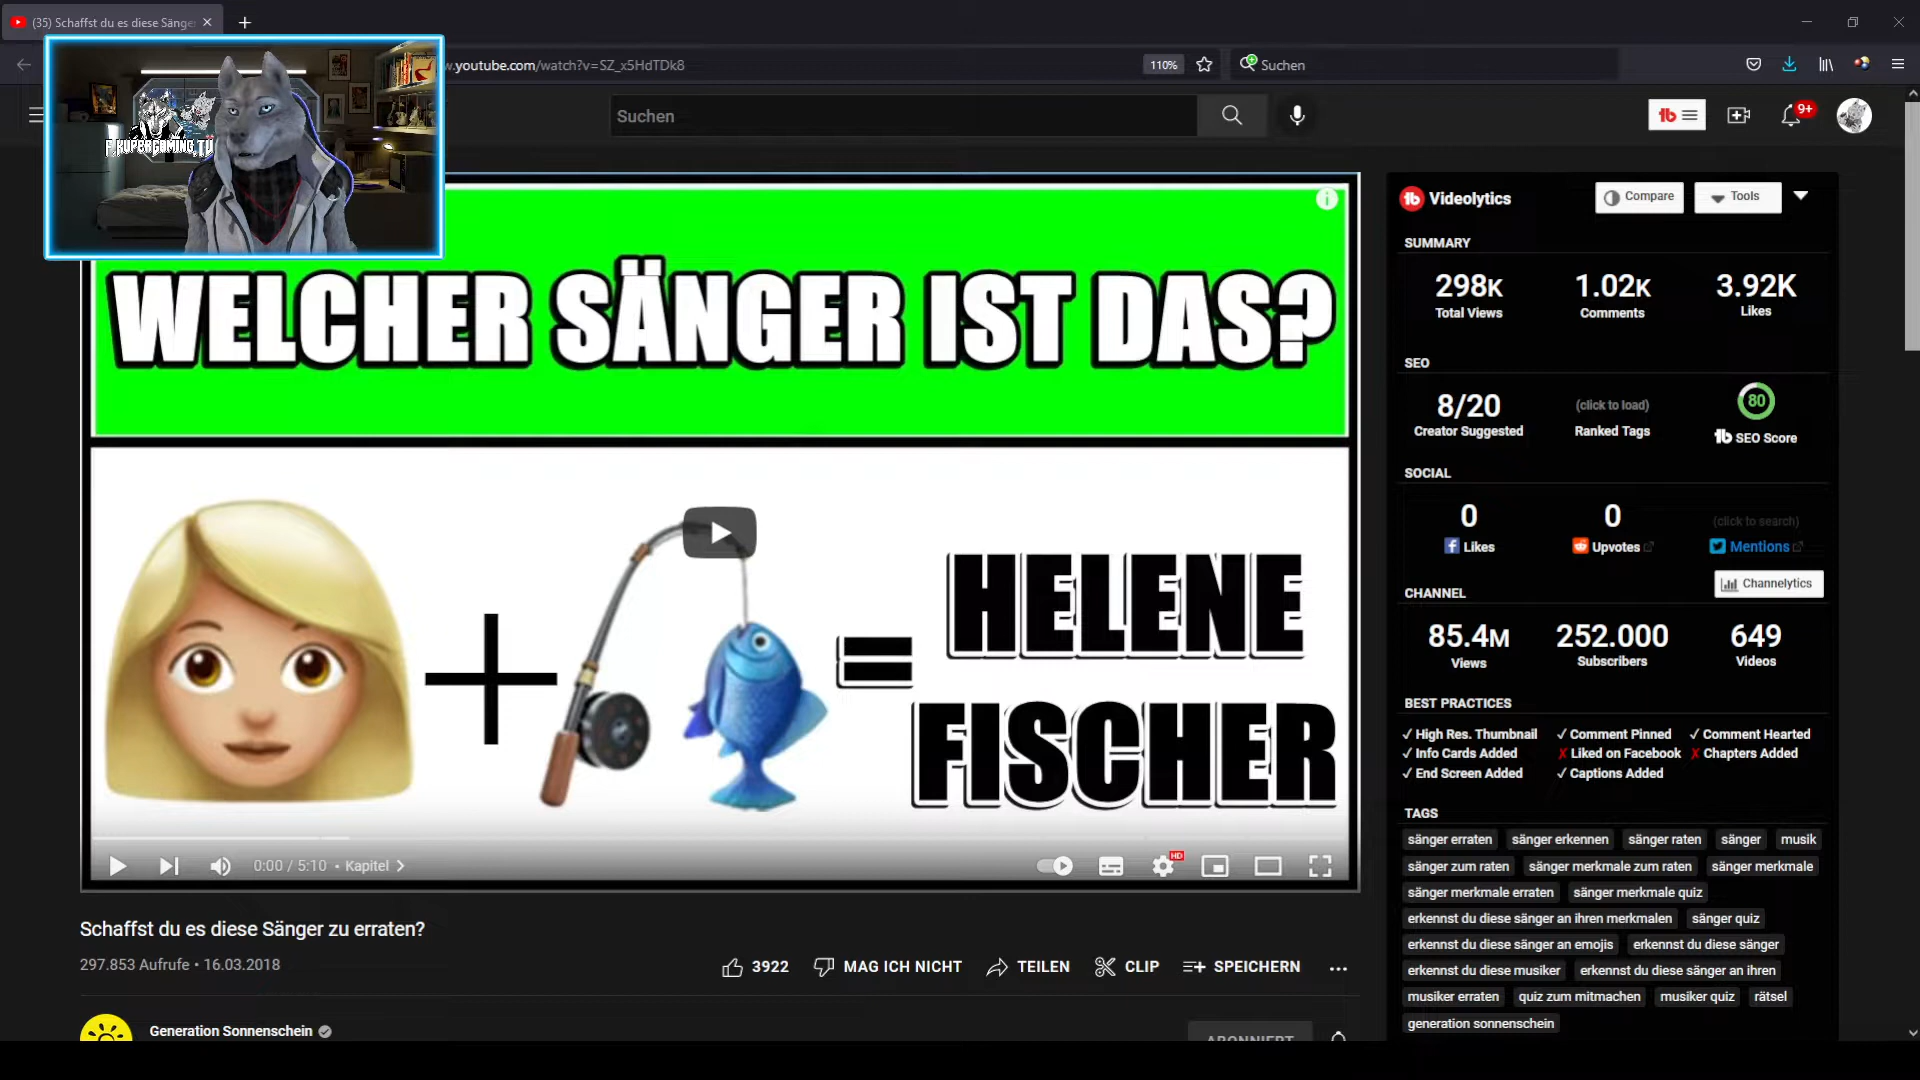 (35) Schaffst du es diese Sänge
youtube.com/watch?v=SZ_x5HdTDk8
110%
Suchen
Suchen
9+
KUPERGAMING.TV
WELCHER SÄNGER IST DAS?
HELENE
FISCHER
0:00 / 5:10 • Kapitel
HD
Schaffst du es diese Sänger zu erraten?
297.853 Aufrufe • 16.03.2018
3922 MAG ICH NICHT TEILEN CLIP SPEICHERN
Generation Sonnenschein
ABONNIERT
Videolytics
Compare
Tools
SUMMARY
298K 1.02K 3.92K
Total Views Comments Likes
SEO
8/20 (click to load) 80
Creator Suggested Ranked Tags SEO Score
SOCIAL
0 0 (click to search)
Likes Upvotes Mentions
CHANNEL
Channelytics
85.4M 252.000 649
Views Subscribers Videos
BEST PRACTICES
✓ High Res. Thumbnail ✓ Comment Pinned ✓ Comment Hearted
✓ Info Cards Added ✗ Liked on Facebook ✗ Chapters Added
✓ End Screen Added ✓ Captions Added
TAGS
sänger erraten sänger erkennen sänger raten sänger musik
sänger zum raten sänger merkmale zum raten sänger merkmale
sänger merkmale erraten sänger merkmale quiz
erkennst du diese sänger an ihren merkmalen sänger quiz
erkennst du diese sänger an emojis erkennst du diese sänger
erkennst du diese musiker erkennst du diese sänger an ihren
musiker erraten quiz zum mitmachen musiker quiz rätsel
generation sonnenschein